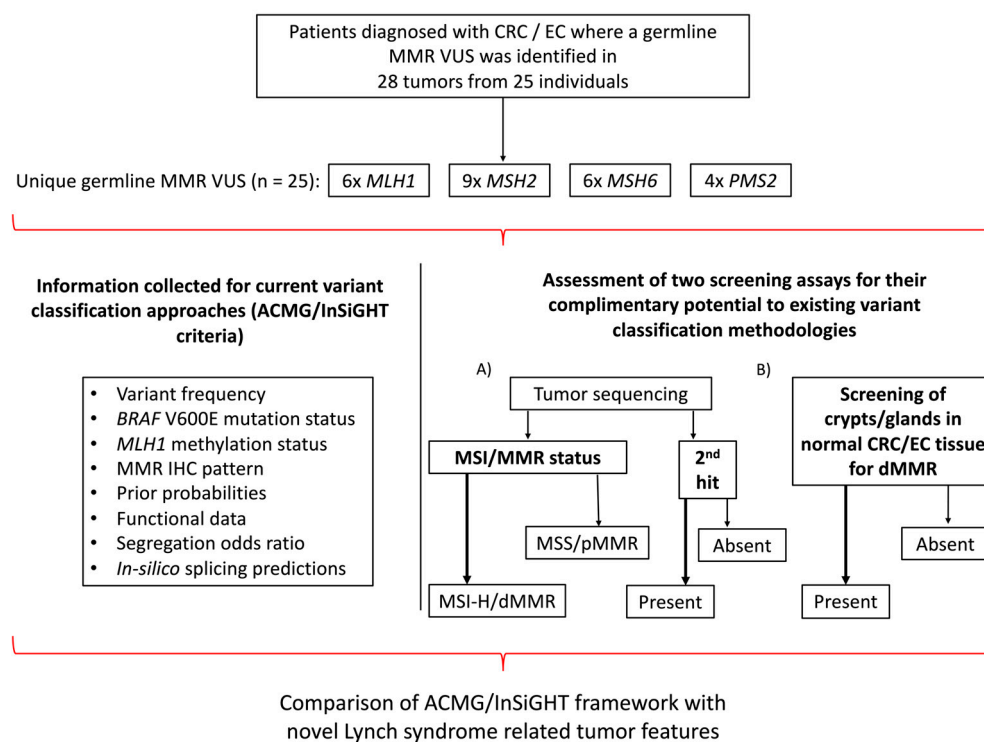 Patients diagnosed with CRC / EC where a germline
MMR VUS was identified in
28 tumors from 25 individuals
Unique germline MMR VUS (n = 25):
6x MLH1
9x MSH2
6x MSH6
4x PMS2
Information collected for current variant
classification approaches (ACMG/InSiGHT
criteria)
• Variant frequency
• BRAF V600E mutation status
• MLH1 methylation status
• MMR IHC pattern
• Prior probabilities
• Functional data
• Segregation odds ratio
• In-silico splicing predictions
Assessment of two screening assays for their
complimentary potential to existing variant
classification methodologies
A)
Tumor sequencing
MSI/MMR status
2nd
hit
MSS/pMMR
Absent
MSI-H/dMMR
Present
B)
Screening of
crypts/glands in
normal CRC/EC tissue
for dMMR
Absent
Present
Comparison of ACMG/InSiGHT framework with
novel Lynch syndrome related tumor features